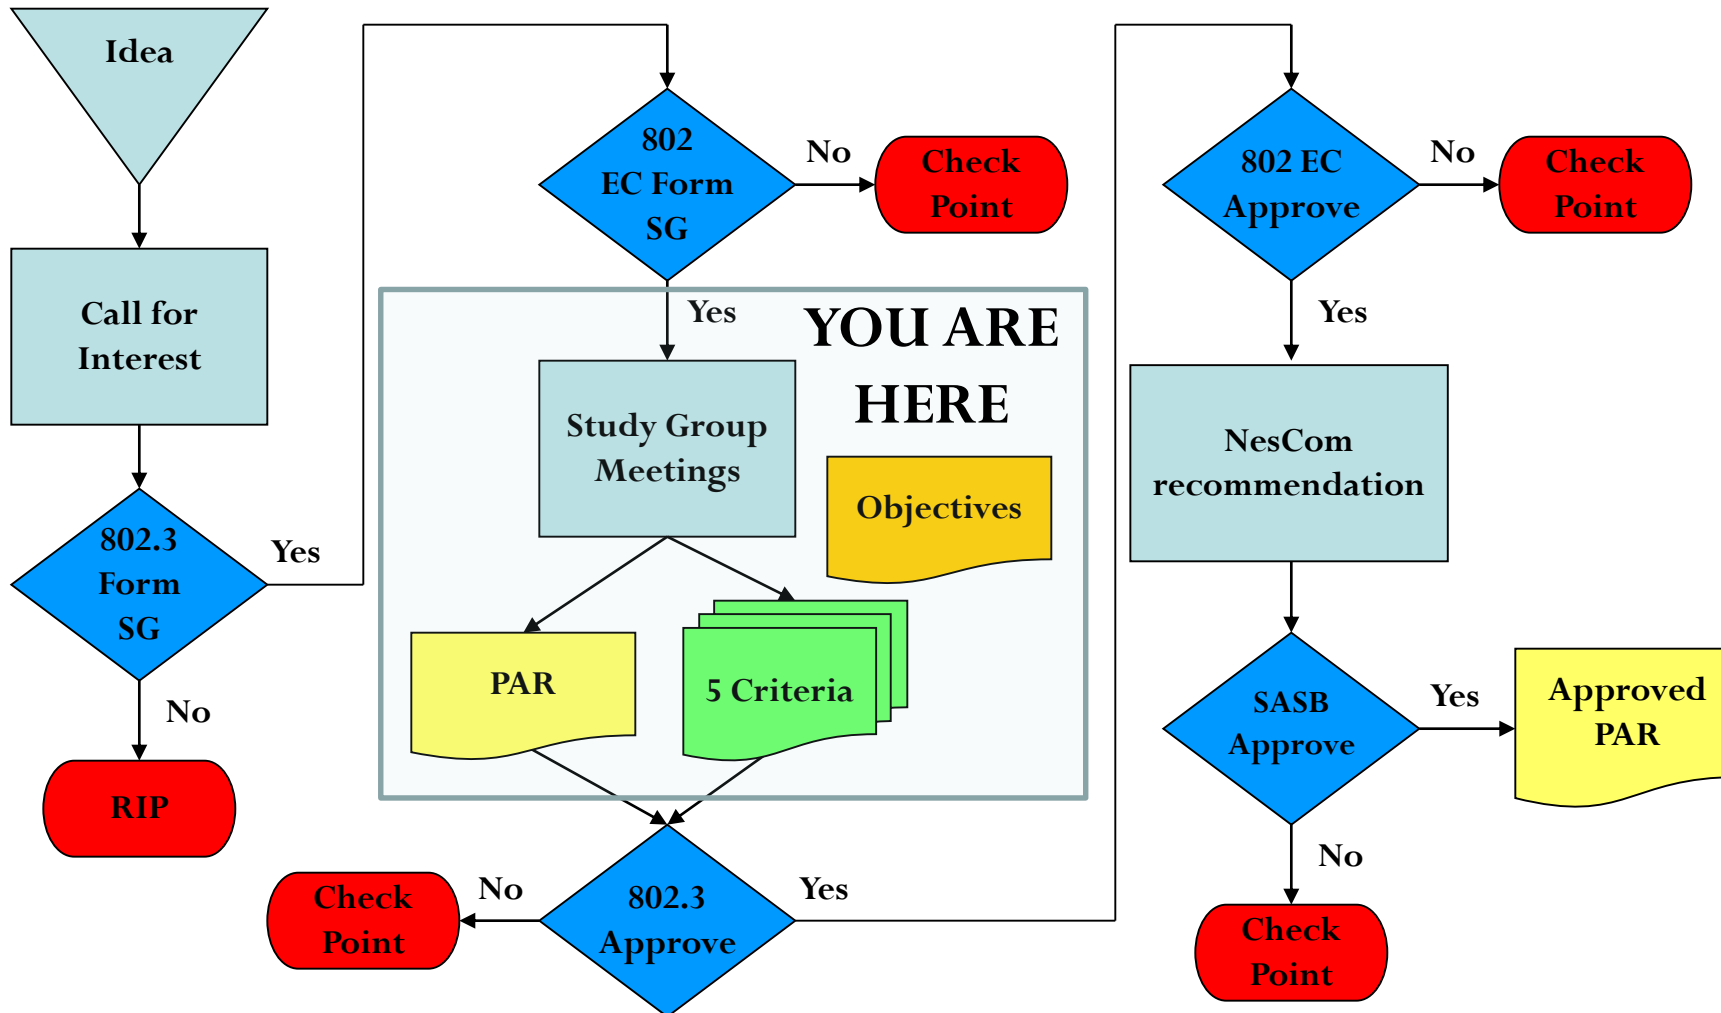 Idea
Call for
Interest
802.3
Form
SG
Yes
No
RIP
802
EC Form
SG
No
Check
Point
Yes
YOU ARE
HERE
Study Group
Meetings
Objectives
PAR
5 Criteria
802.3
Approve
No
Check
Point
Yes
802 EC
Approve
No
Check
Point
Yes
NesCom
recommendation
SASB
Approve
Yes
Approved
PAR
No
Check
Point